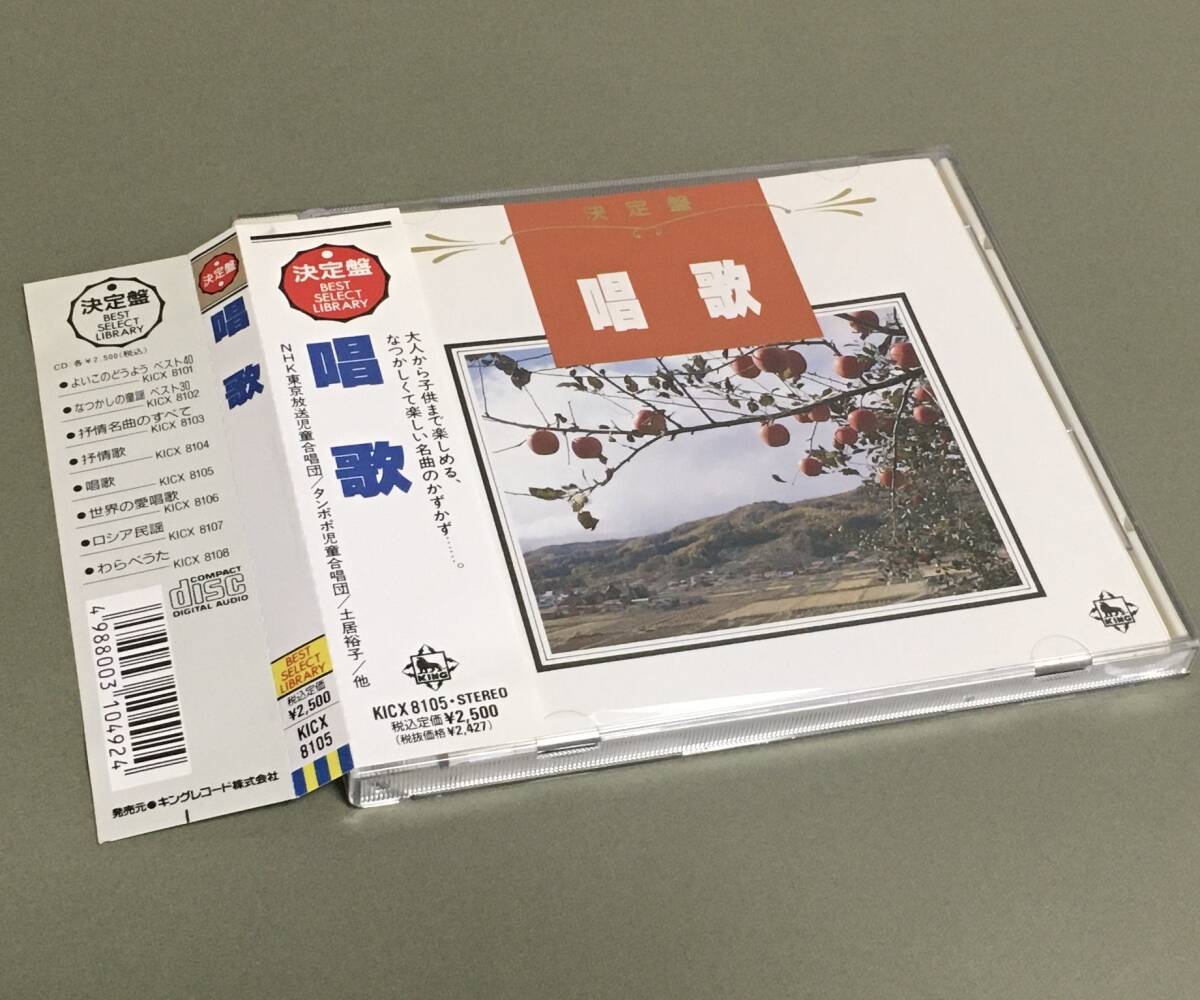 決定盤
BEST
SELECT
LIBRARY
CD:各¥2,500(税込)
●よいこのどうよう ベスト40
KICX 8101
●なつかしの童謡 ベスト30
KICX 8102
●抒情名曲のすべて
KICX 8103
●抒情歌 KICX 8104
●唱歌 KICX 8105
●世界の愛唱歌
KICX 8106
●ロシア民謡 KICX 8107
●わらべうた KICX 8108
COMPACT
disc
DIGITAL AUDIO
4988003104924
発売元●キングレコード株式会社
決定盤
唱歌
BEST
SELECT
LIBRARY
税込定価
¥2,500
KICX
8105
決定盤
BEST
SELECT
LIBRARY
唱歌
大人から子供まで楽しめる、
なつかしくて楽しい名曲のかずかず……。
NHK東京放送児童合唱団/タンポポ児童合唱団/土居裕子/他
KING
KICX 8105・STEREO
税込定価¥2,500
(税抜価格¥2,427)
決定盤
唱歌
KING